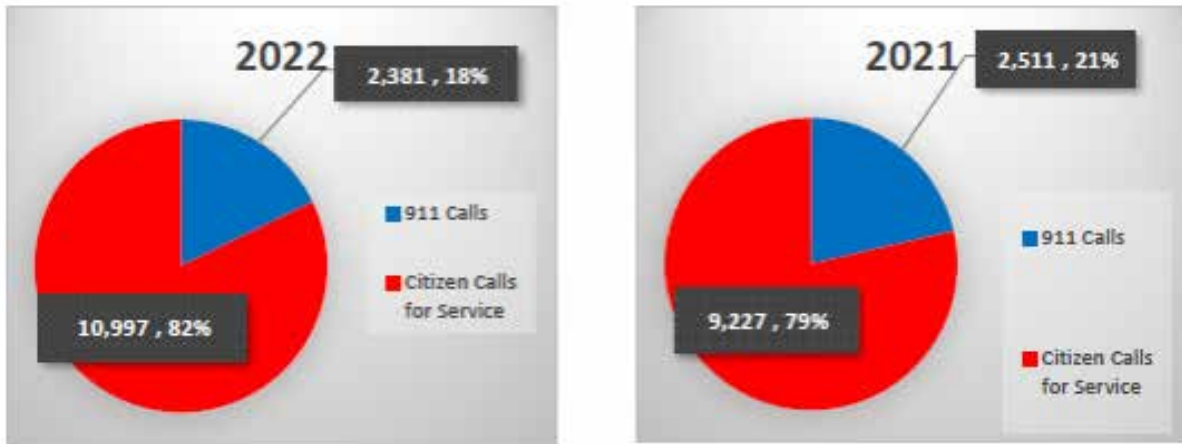 2022
2,381 , 18%
911 Calls
Citizen Calls
for Service
10,997 , 82%
2021
2,511 , 21%
911 Calls
9,227 , 79%
Citizen Calls
for Service